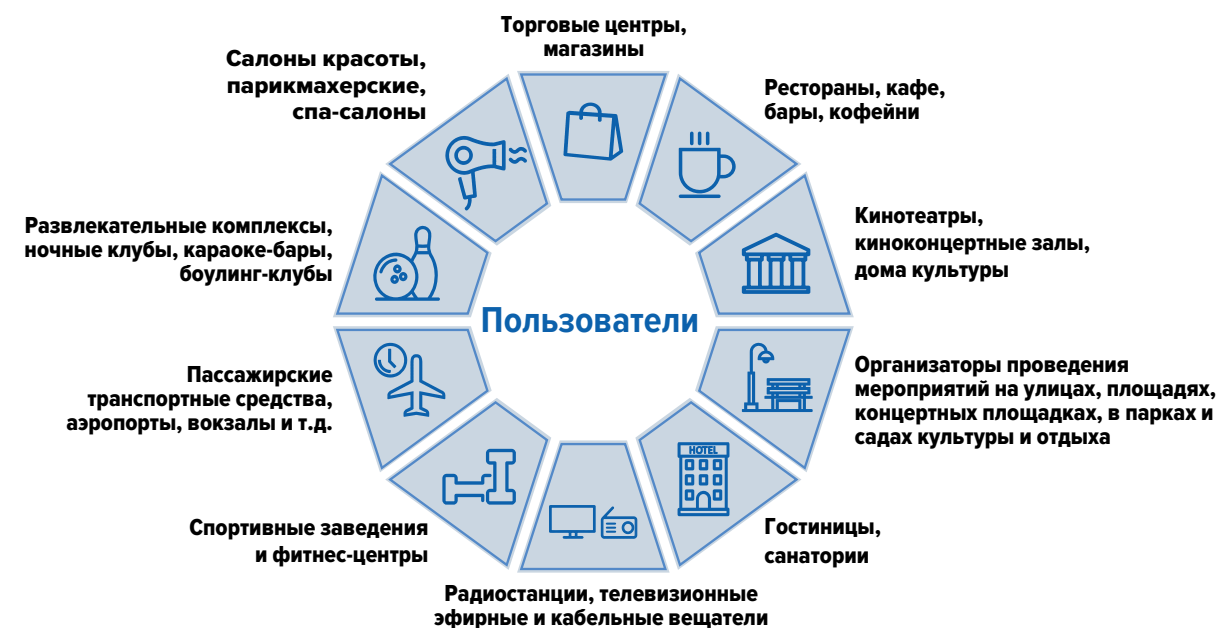 Торговые центры,
магазины
Рестораны, кафе,
бары, кофейни
Кинотеатры,
киноконцертные залы,
дома культуры
Организаторы проведения
мероприятий на улицах, площадях,
концертных площадках, в парках и
садах культуры и отдыха
HOTEL
Гостиницы,
санатории
Радиостанции, телевизионные
эфирные и кабельные вещатели
Спортивные заведения
и фитнес-центры
Пассажирские
транспортные средства,
аэропорты, вокзалы и т.д.
Развлекательные комплексы,
ночные клубы, караоке-бары,
боулинг-клубы
Салоны красоты,
парикмахерские,
спа-салоны
Пользователи